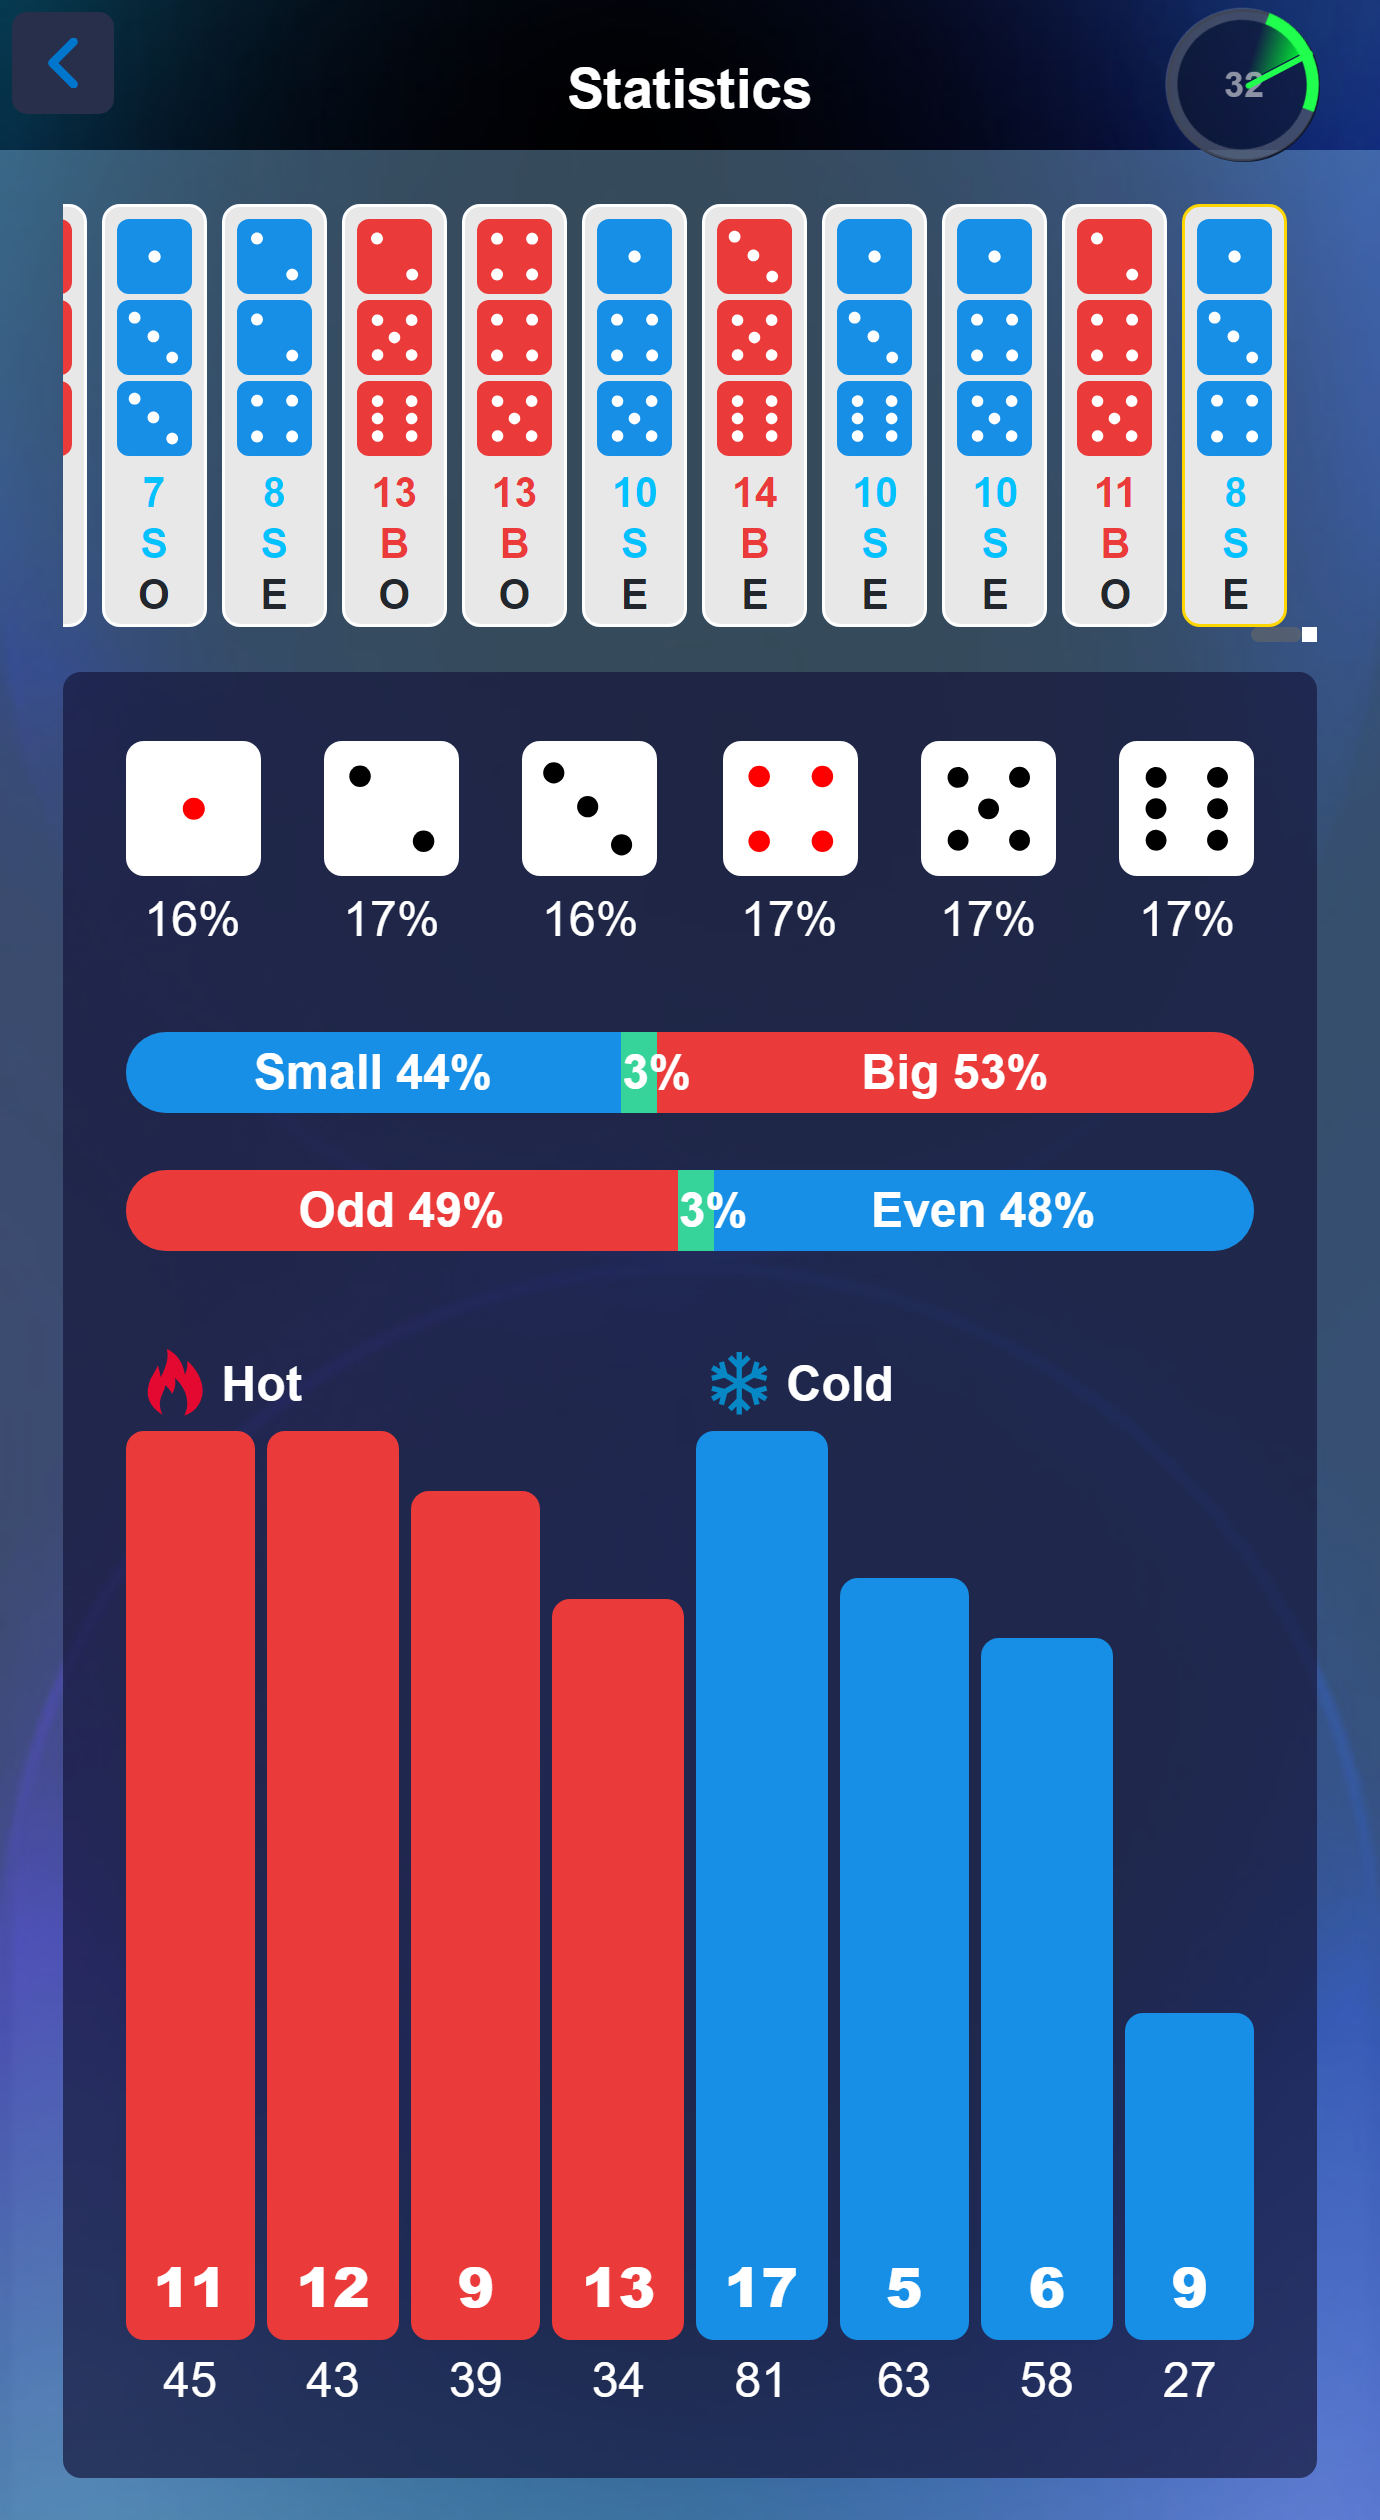 Statistics
32
7 8 13 13 10 14 10 10 11 8
S S B B S B S S B S
O E O O E E E E O E
16% 17% 16% 17% 17% 17%
Small 44% 3% Big 53%
Odd 49% 3% Even 48%
Hot Cold
11 12 9 13 17 5 6 9
45 43 39 34 81 63 58 27